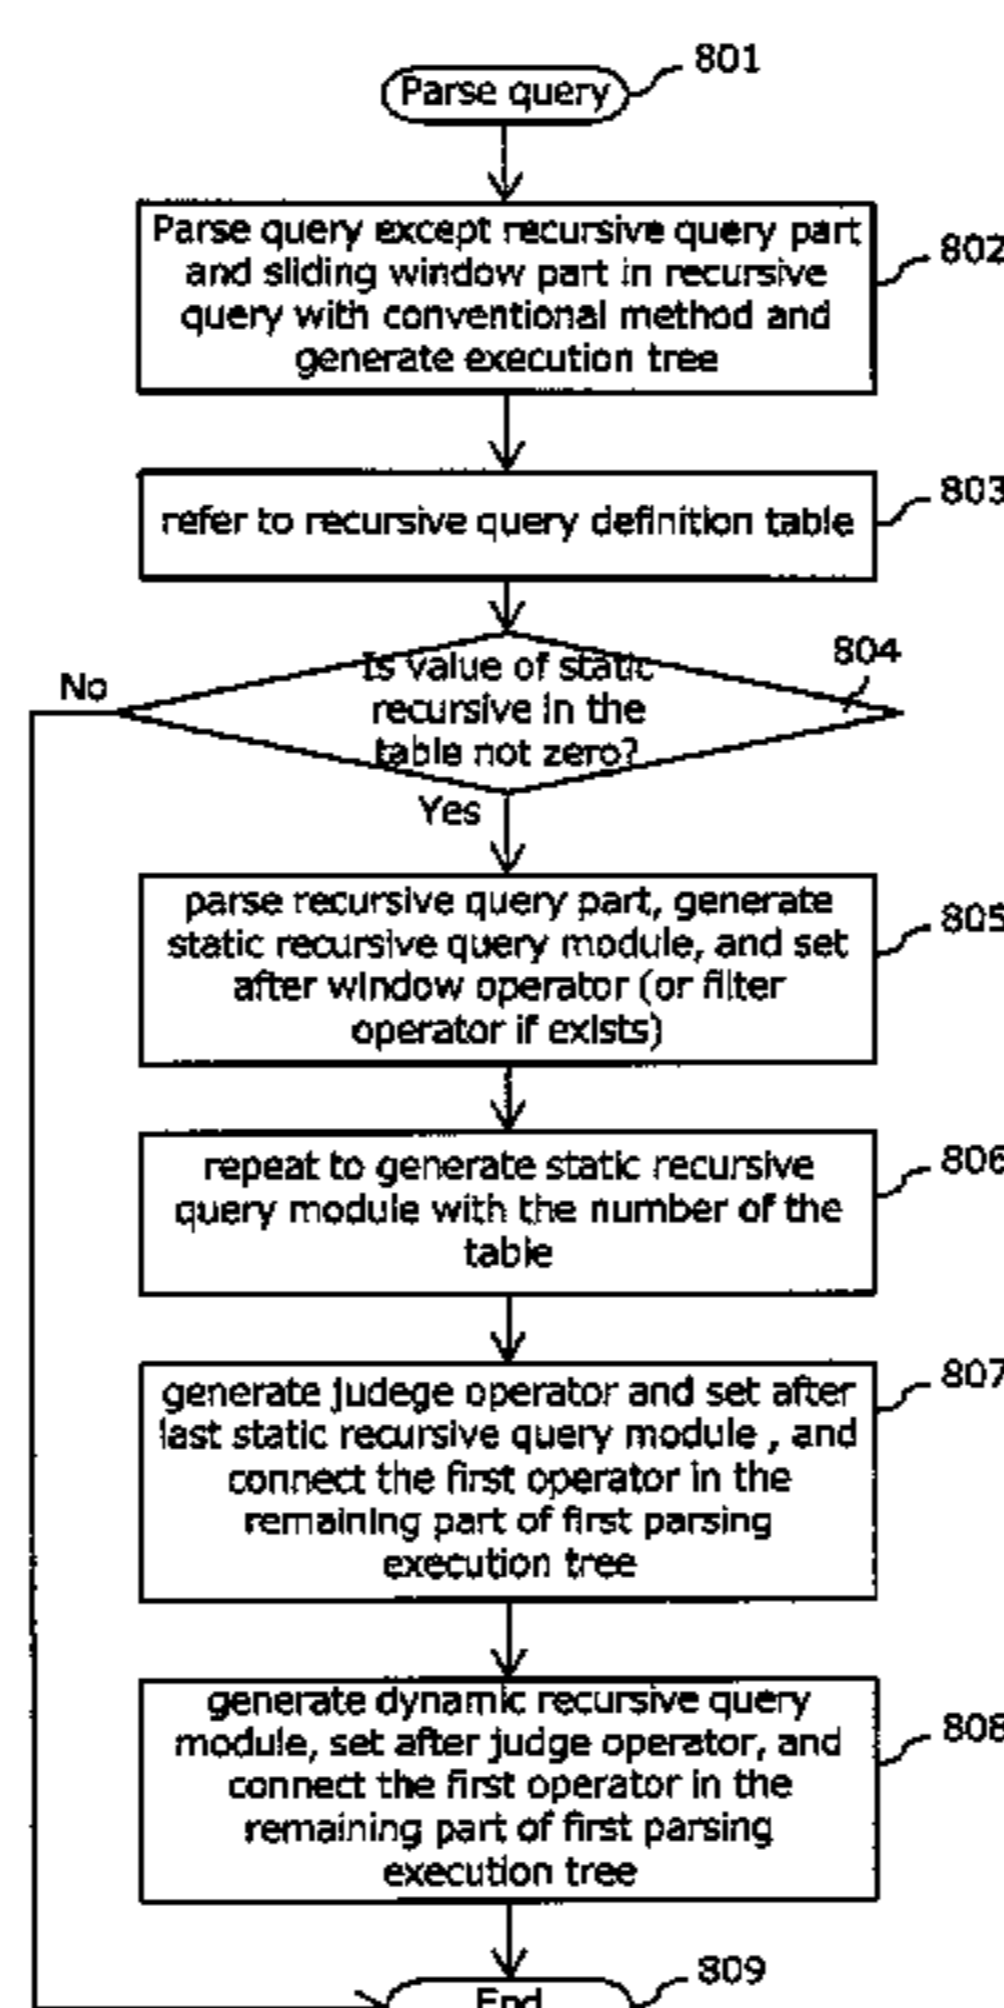 801
Parse query
Parse query except recursive query part
and sliding window part in recursive
query with conventional method and
generate execution tree
802
refer to recursive query definition table
803
804
Is value of static
recursive in the
table not zero?
No
Yes
parse recursive query part, generate
static recursive query module, and set
after window operator (or filter
operator if exists)
805
repeat to generate static recursive
query module with the number of the
table
806
generate judege operator and set after
last static recursive query module , and
connect the first operator in the
remaining part of first parsing
execution tree
807
generate dynamic recursive query
module, set after judge operator, and
connect the first operator in the
remaining part of first parsing
execution tree
808
809
End